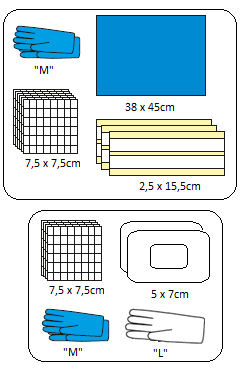 "M"
38 x 45cm
7,5 x 7,5cm
2,5 x 15,5cm
7,5 x 7,5cm
5 x 7cm
"M"
"L"